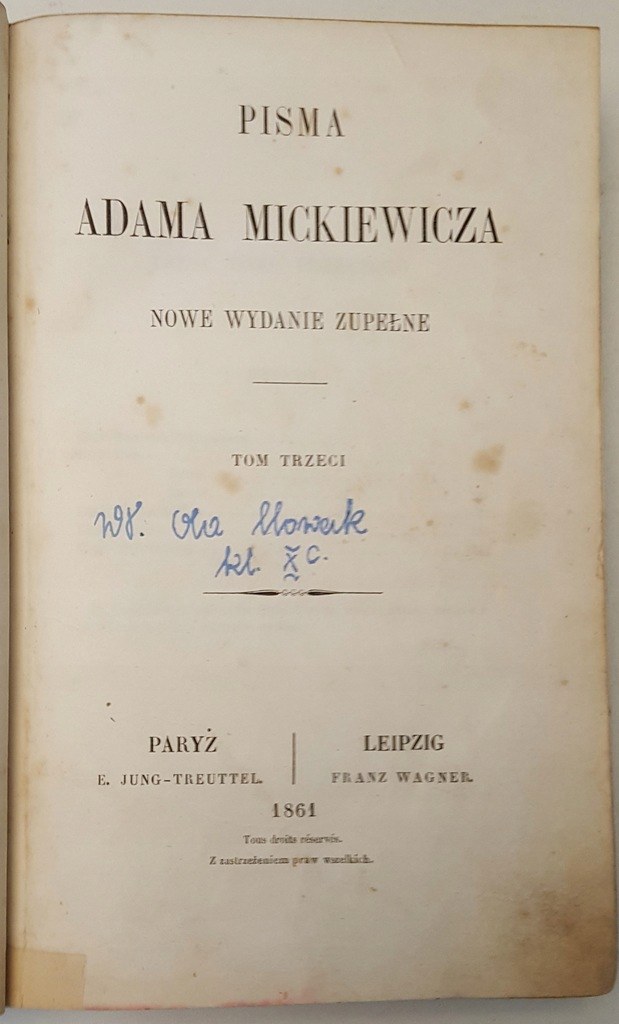 PISMA
ADAMA MICKIEWICZA
NOWE WYDANIE ZUPEŁNE
TOM TRZECI
Wł. Ola Nowak
kl. X c.
PARYŻ
E. JUNG-TREUTTEL.
LEIPZIG
FRANZ WAGNER.
1861
Tous droits réservés.
Z zastrzeżeniem praw wszelkich.